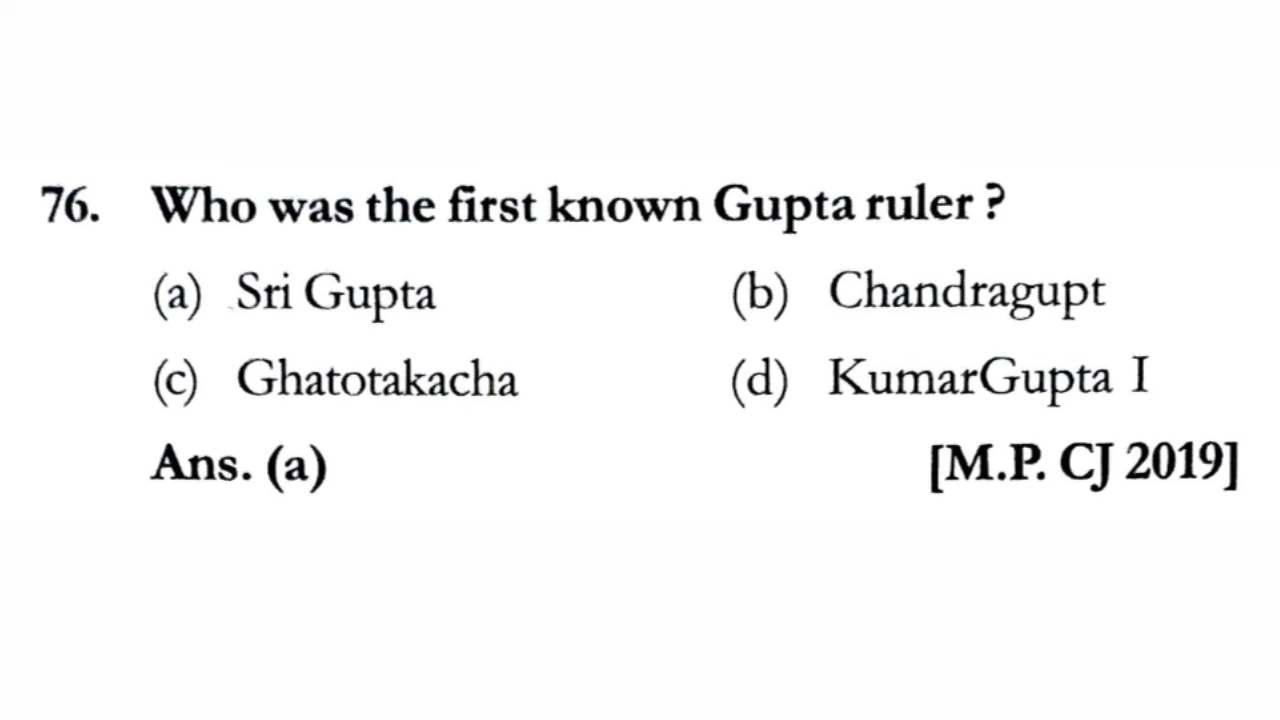 76. Who was the first known Gupta ruler ?
(a) Sri Gupta (b) Chandragupt
(c) Ghatotakacha (d) KumarGupta I
Ans. (a) [M.P. CJ 2019]